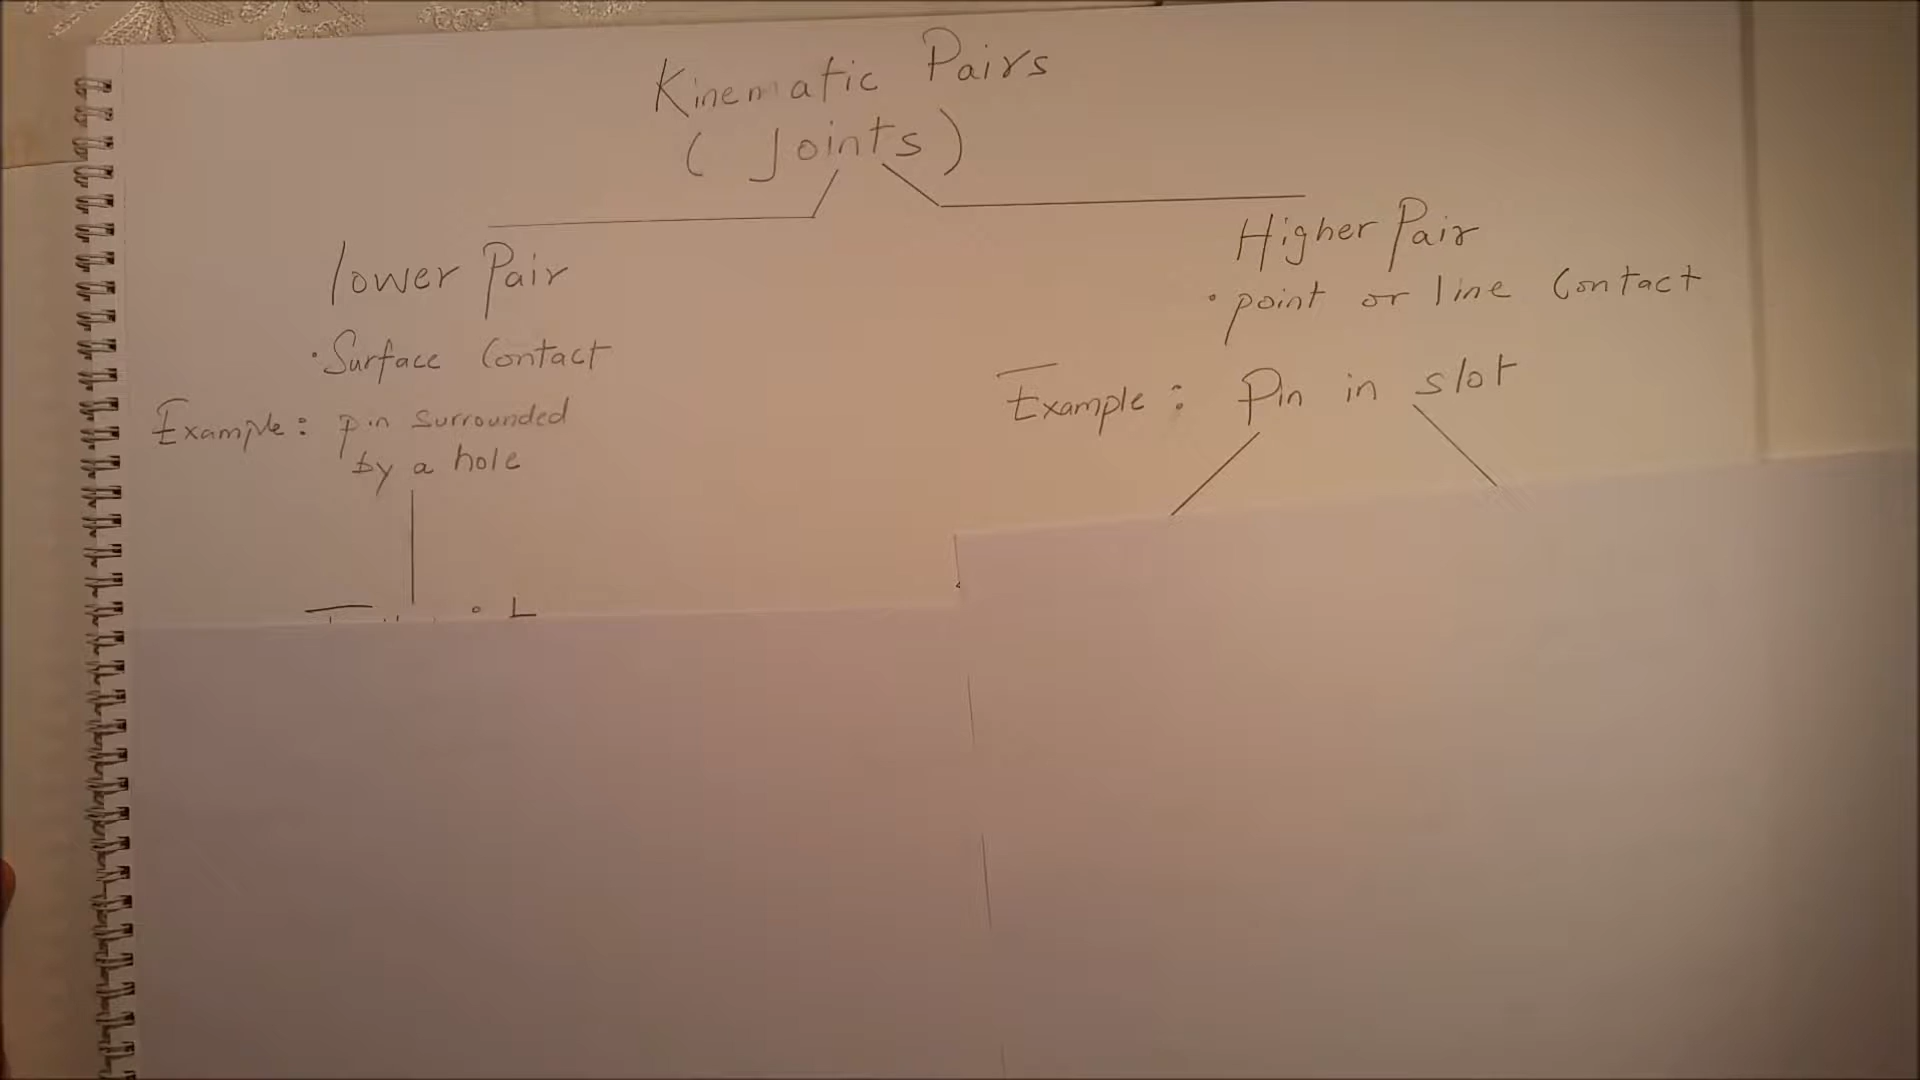 Kinematic Pairs
(Joints)
lower Pair
• Surface Contact
Example: pin surrounded
by a hole
Higher Pair
• point or line Contact
Example: Pin in slot